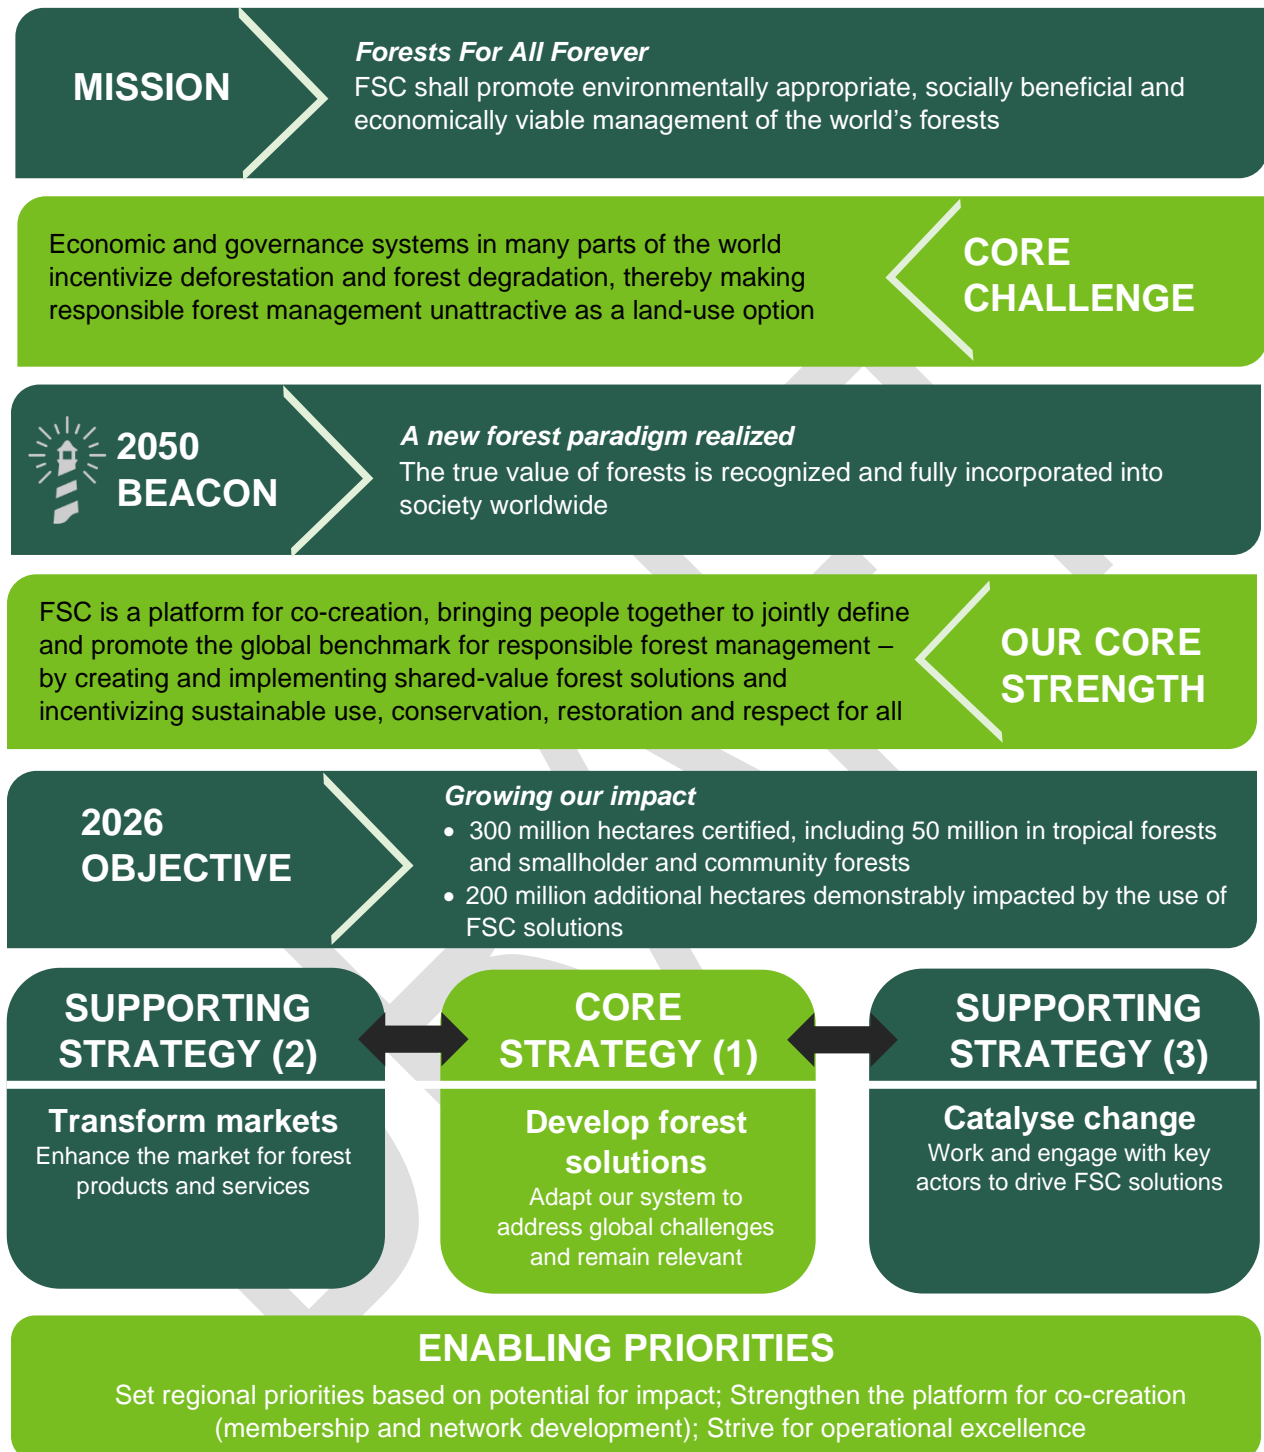 MISSION
Forests For All Forever
FSC shall promote environmentally appropriate, socially beneficial and
economically viable management of the world’s forests
Economic and governance systems in many parts of the world
incentivize deforestation and forest degradation, thereby making
responsible forest management unattractive as a land-use option
CORE
CHALLENGE
2050
BEACON
A new forest paradigm realized
The true value of forests is recognized and fully incorporated into
society worldwide
FSC is a platform for co-creation, bringing people together to jointly define
and promote the global benchmark for responsible forest management –
by creating and implementing shared-value forest solutions and
incentivizing sustainable use, conservation, restoration and respect for all
OUR CORE
STRENGTH
2026
OBJECTIVE
Growing our impact
• 300 million hectares certified, including 50 million in tropical forests
and smallholder and community forests
• 200 million additional hectares demonstrably impacted by the use of
FSC solutions
SUPPORTING
STRATEGY (2)
Transform markets
Enhance the market for forest
products and services
CORE
STRATEGY (1)
Develop forest
solutions
Adapt our system to
address global challenges
and remain relevant
SUPPORTING
STRATEGY (3)
Catalyse change
Work and engage with key
actors to drive FSC solutions
ENABLING PRIORITIES
Set regional priorities based on potential for impact; Strengthen the platform for co-creation
(membership and network development); Strive for operational excellence